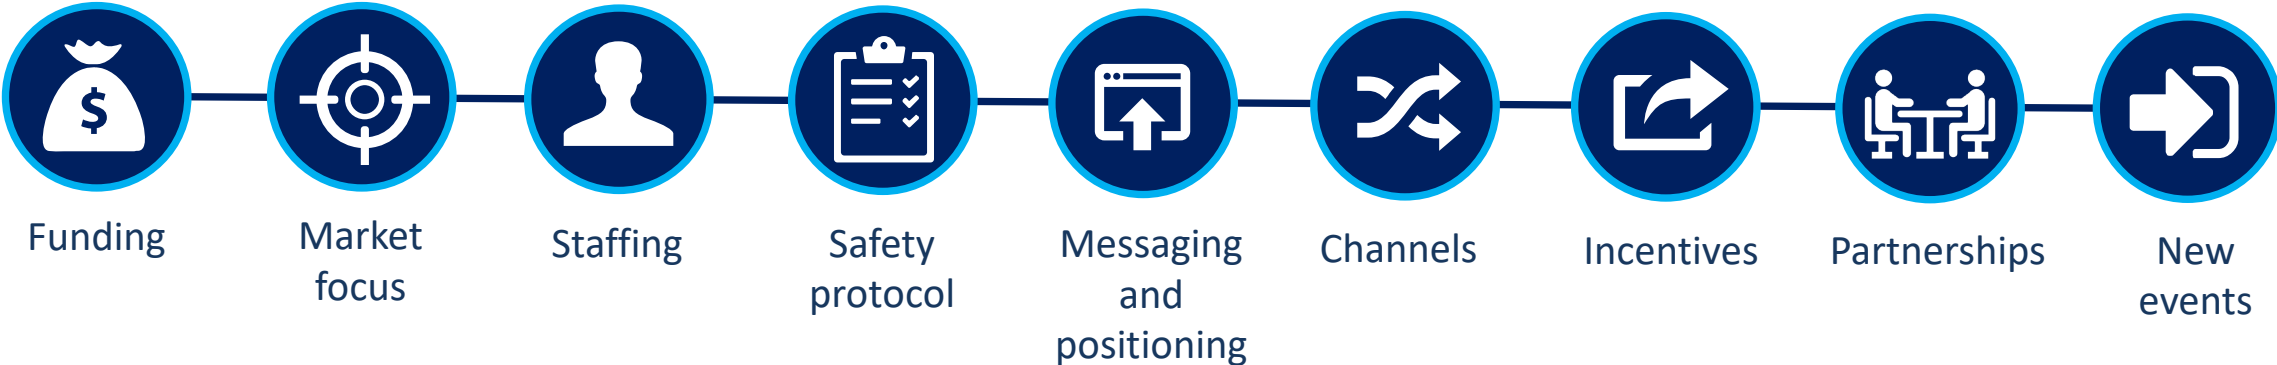 $
Funding
Market
focus
Staffing
Safety
protocol
Messaging
and
positioning
Channels
Incentives
Partnerships
New
events